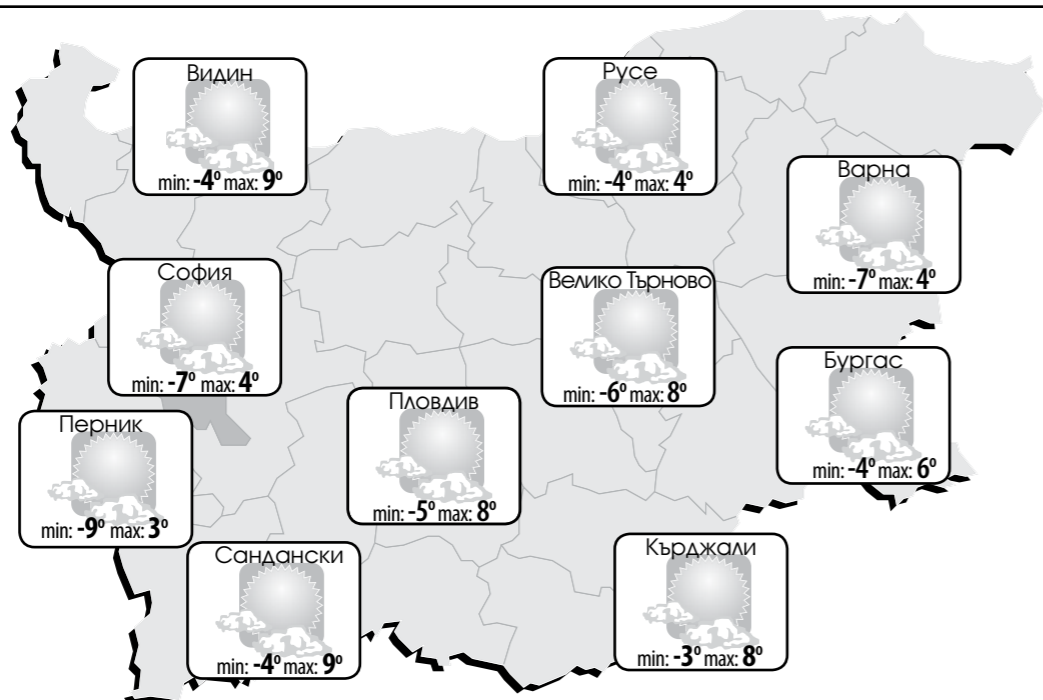 Видин
min: -4° max: 9°
Русе
min: -4° max: 4°
Варна
min: -7° max: 4°
София
min: -7° max: 4°
Велико Търново
min: -6° max: 8°
Бургас
min: -4° max: 6°
Пловдив
min: -5° max: 8°
Перник
min: -9° max: 3°
Сандански
min: -4° max: 9°
Кърджали
min: -3° max: 8°